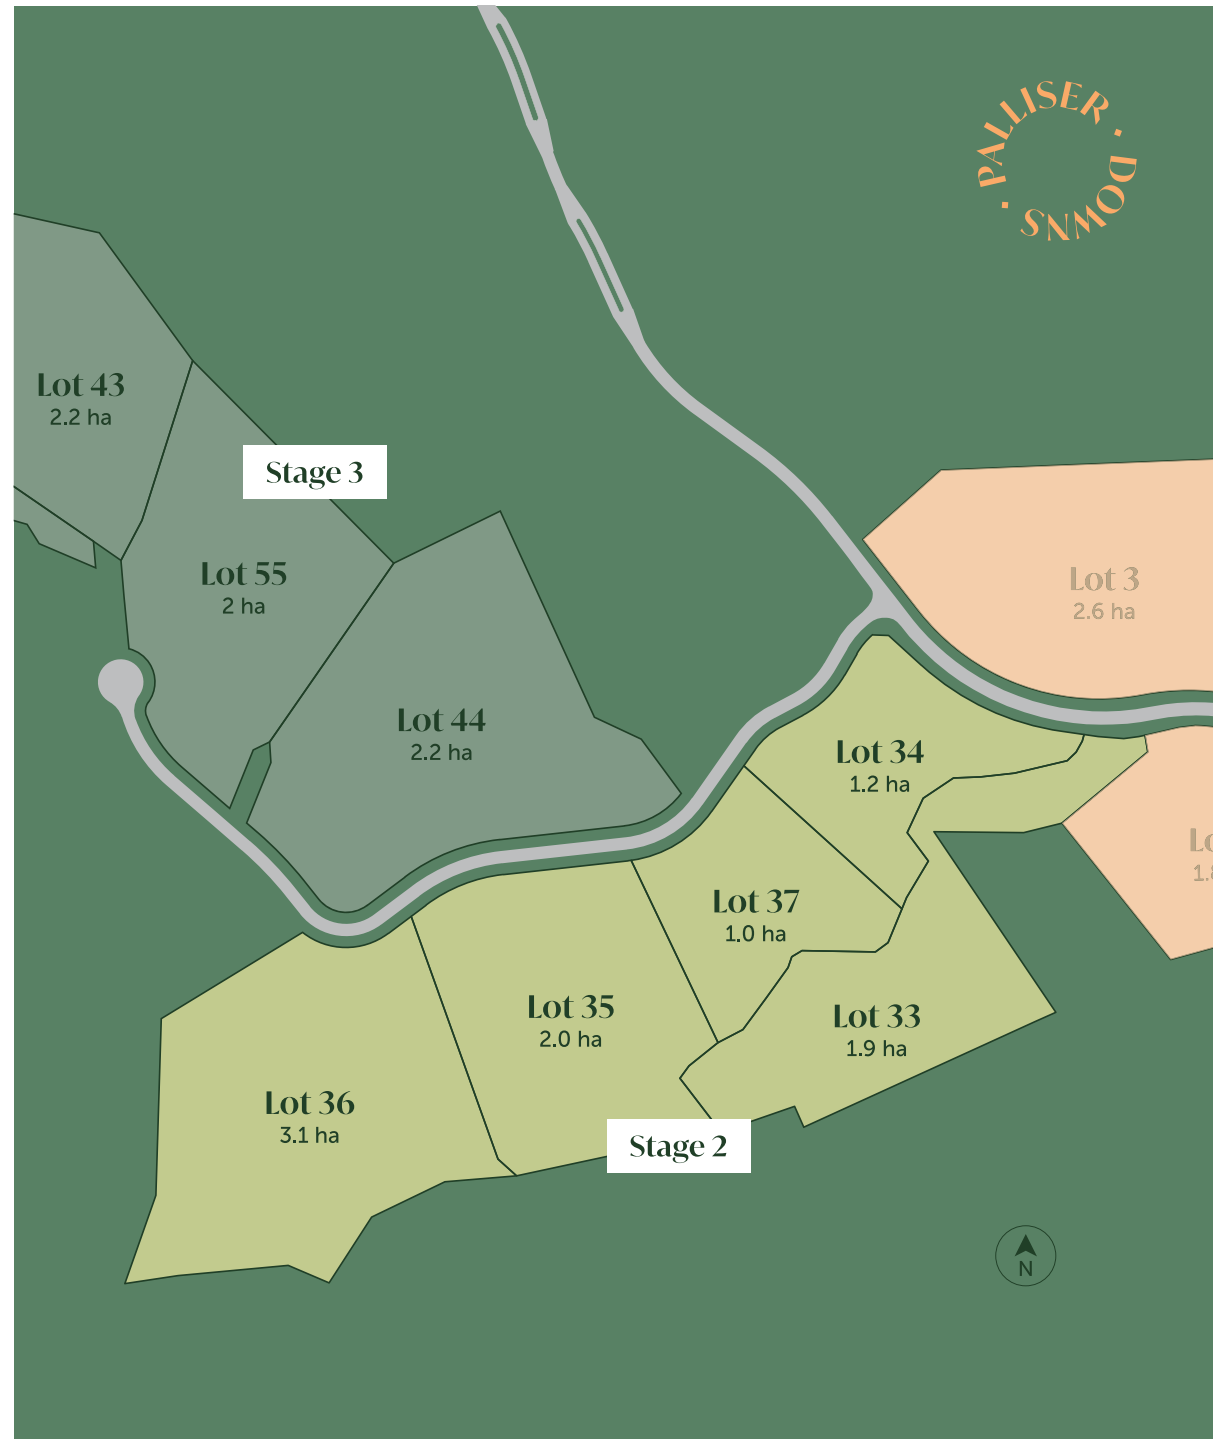 PALLISER · DOWNS ·
Lot 43
2.2 ha
Stage 3
Lot 55
2 ha
Lot 3
2.6 ha
Lot 44
2.2 ha
Lot 34
1.2 ha
Lot 37
1.0 ha
Lot 35
2.0 ha
Lot 33
1.9 ha
Lot 36
3.1 ha
Stage 2
N